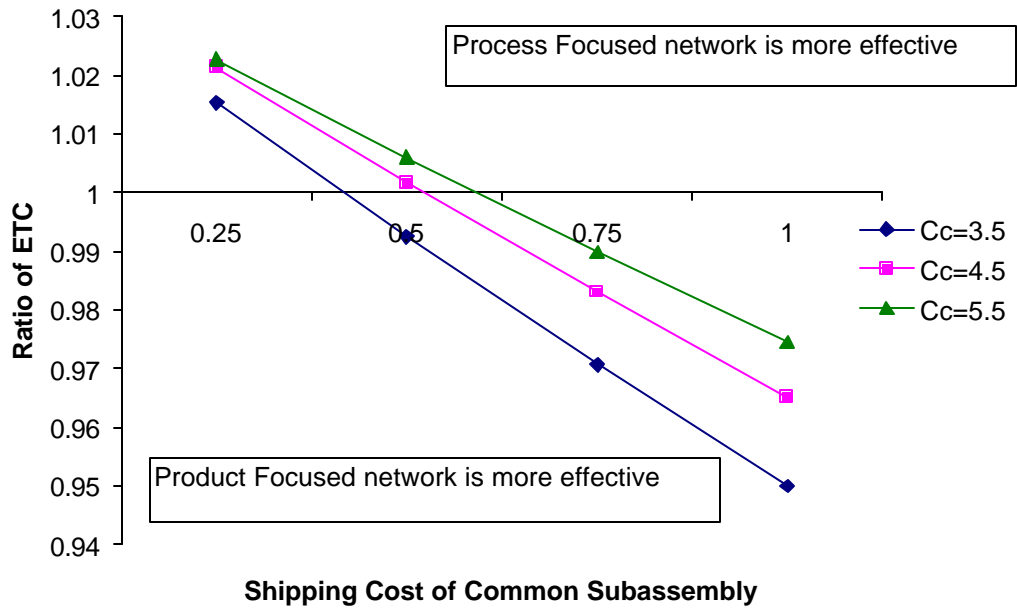 1.03
Process Focused network is more effective
1.02
1.01
1
0.25 0.5 0.75 1
0.99
0.98
0.97
0.96
0.95
0.94
Ratio of ETC
Cc=3.5
Cc=4.5
Cc=5.5
Product Focused network is more effective
Shipping Cost of Common Subassembly